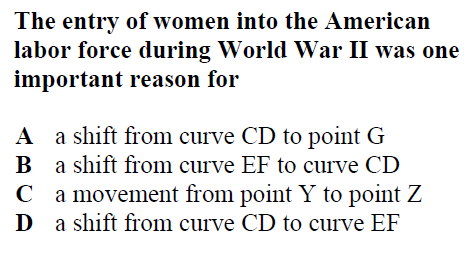 The entry of women into the American
labor force during World War II was one
important reason for
A a shift from curve CD to point G
B a shift from curve EF to curve CD
C a movement from point Y to point Z
D a shift from curve CD to curve EF